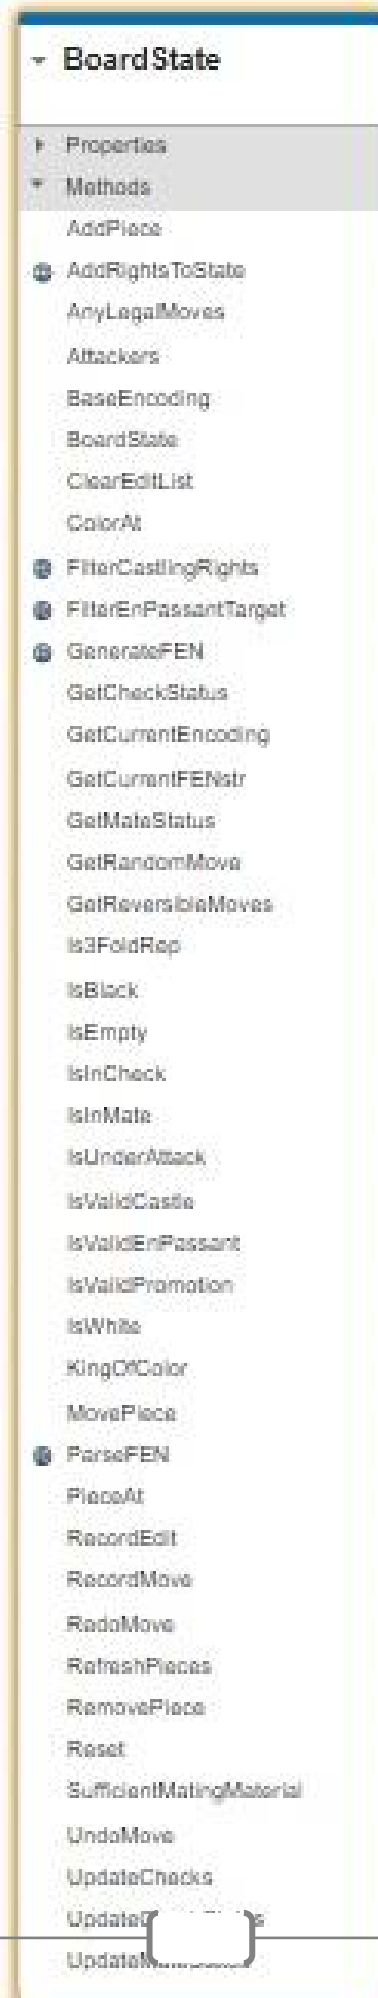 BoardState
Properties
Methods
AddPiece
AddRightsToState
AnyLegalMoves
Attackers
BaseEncoding
BoardState
ClearEditList
ColorAt
FilterCastlingRights
FilterEnPassantTarget
GenerateFEN
GetCheckStatus
GetCurrentEncoding
GetCurrentFENstr
GetMateStatus
GetRandomMove
GetReversibleMoves
Is3FoldRep
IsBlack
IsEmpty
IsInCheck
IsInMate
IsUnderAttack
IsValidCastle
IsValidEnPassant
IsValidPromotion
IsWhite
KingOfColor
MovePiece
ParseFEN
PieceAt
RecordEdit
RecordMove
RedoMove
RefreshPieces
RemovePiece
Reset
SufficientMatingMaterial
UndoMove
UpdateChecks